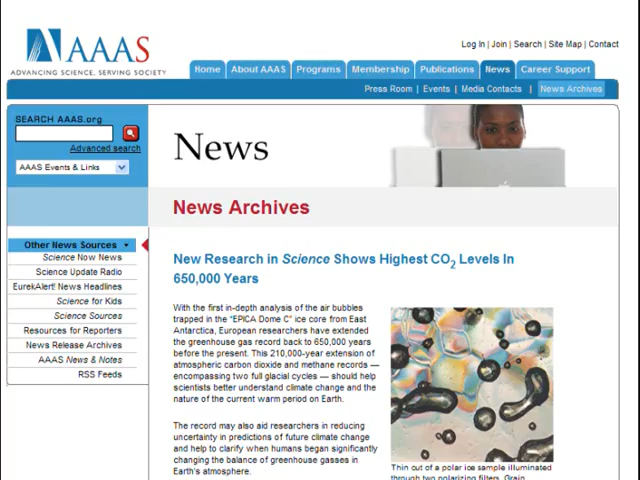 AAAS
ADVANCING SCIENCE, SERVING SOCIETY
Log In | Join | Search | Site Map | Contact
Home
About AAAS
Programs
Membership
Publications
News
Career Support
Press Room | Events | Media Contacts | News Archives
SEARCH AAAS.org
Advanced search
AAAS Events & Links
News
News Archives
Other News Sources
Science Now News
Science Update Radio
EurekAlert! News Headlines
Science for Kids
Science Sources
Resources for Reporters
News Release Archives
AAAS News & Notes
RSS Feeds
New Research in Science Shows Highest CO2 Levels In
650,000 Years
With the first in-depth analysis of the air bubbles
trapped in the "EPICA Dome C" ice core from East
Antarctica, European researchers have extended
the greenhouse gas record back to 650,000 years
before the present. This 210,000-year extension of
atmospheric carbon dioxide and methane records —
encompassing two full glacial cycles — should help
scientists better understand climate change and the
nature of the current warm period on Earth.
The record may also aid researchers in reducing
uncertainty in predictions of future climate change
and help to clarify when humans began significantly
changing the balance of greenhouse gasses in
Earth's atmosphere.
Thin cut of a polar ice sample illuminated
through two polarizing filters. Grain